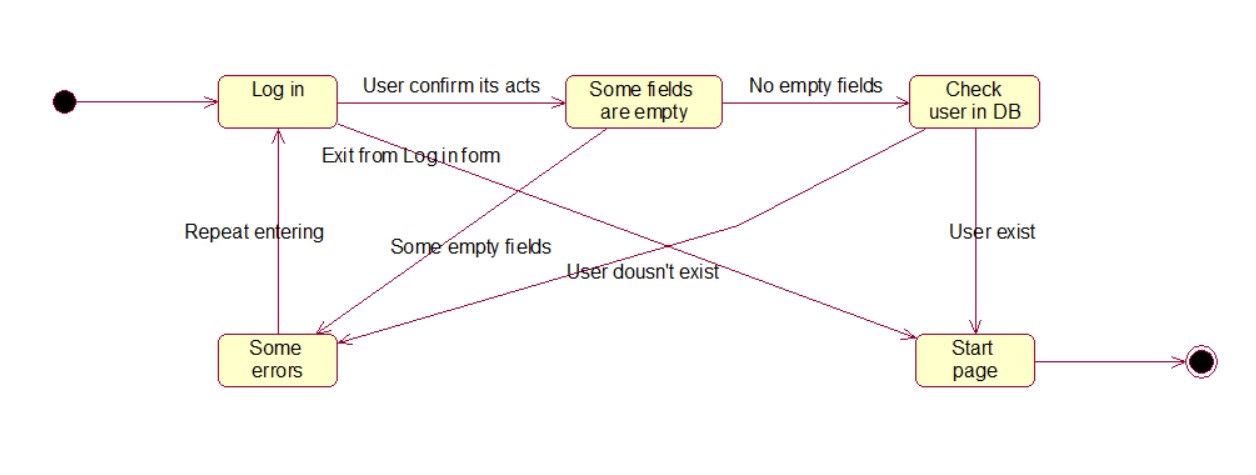 Log in
User confirm its acts
Some fields
are empty
No empty fields
Check
user in DB
Exit from Log in form
Repeat entering
Some empty fields
User dousn't exist
User exist
Some
errors
Start
page